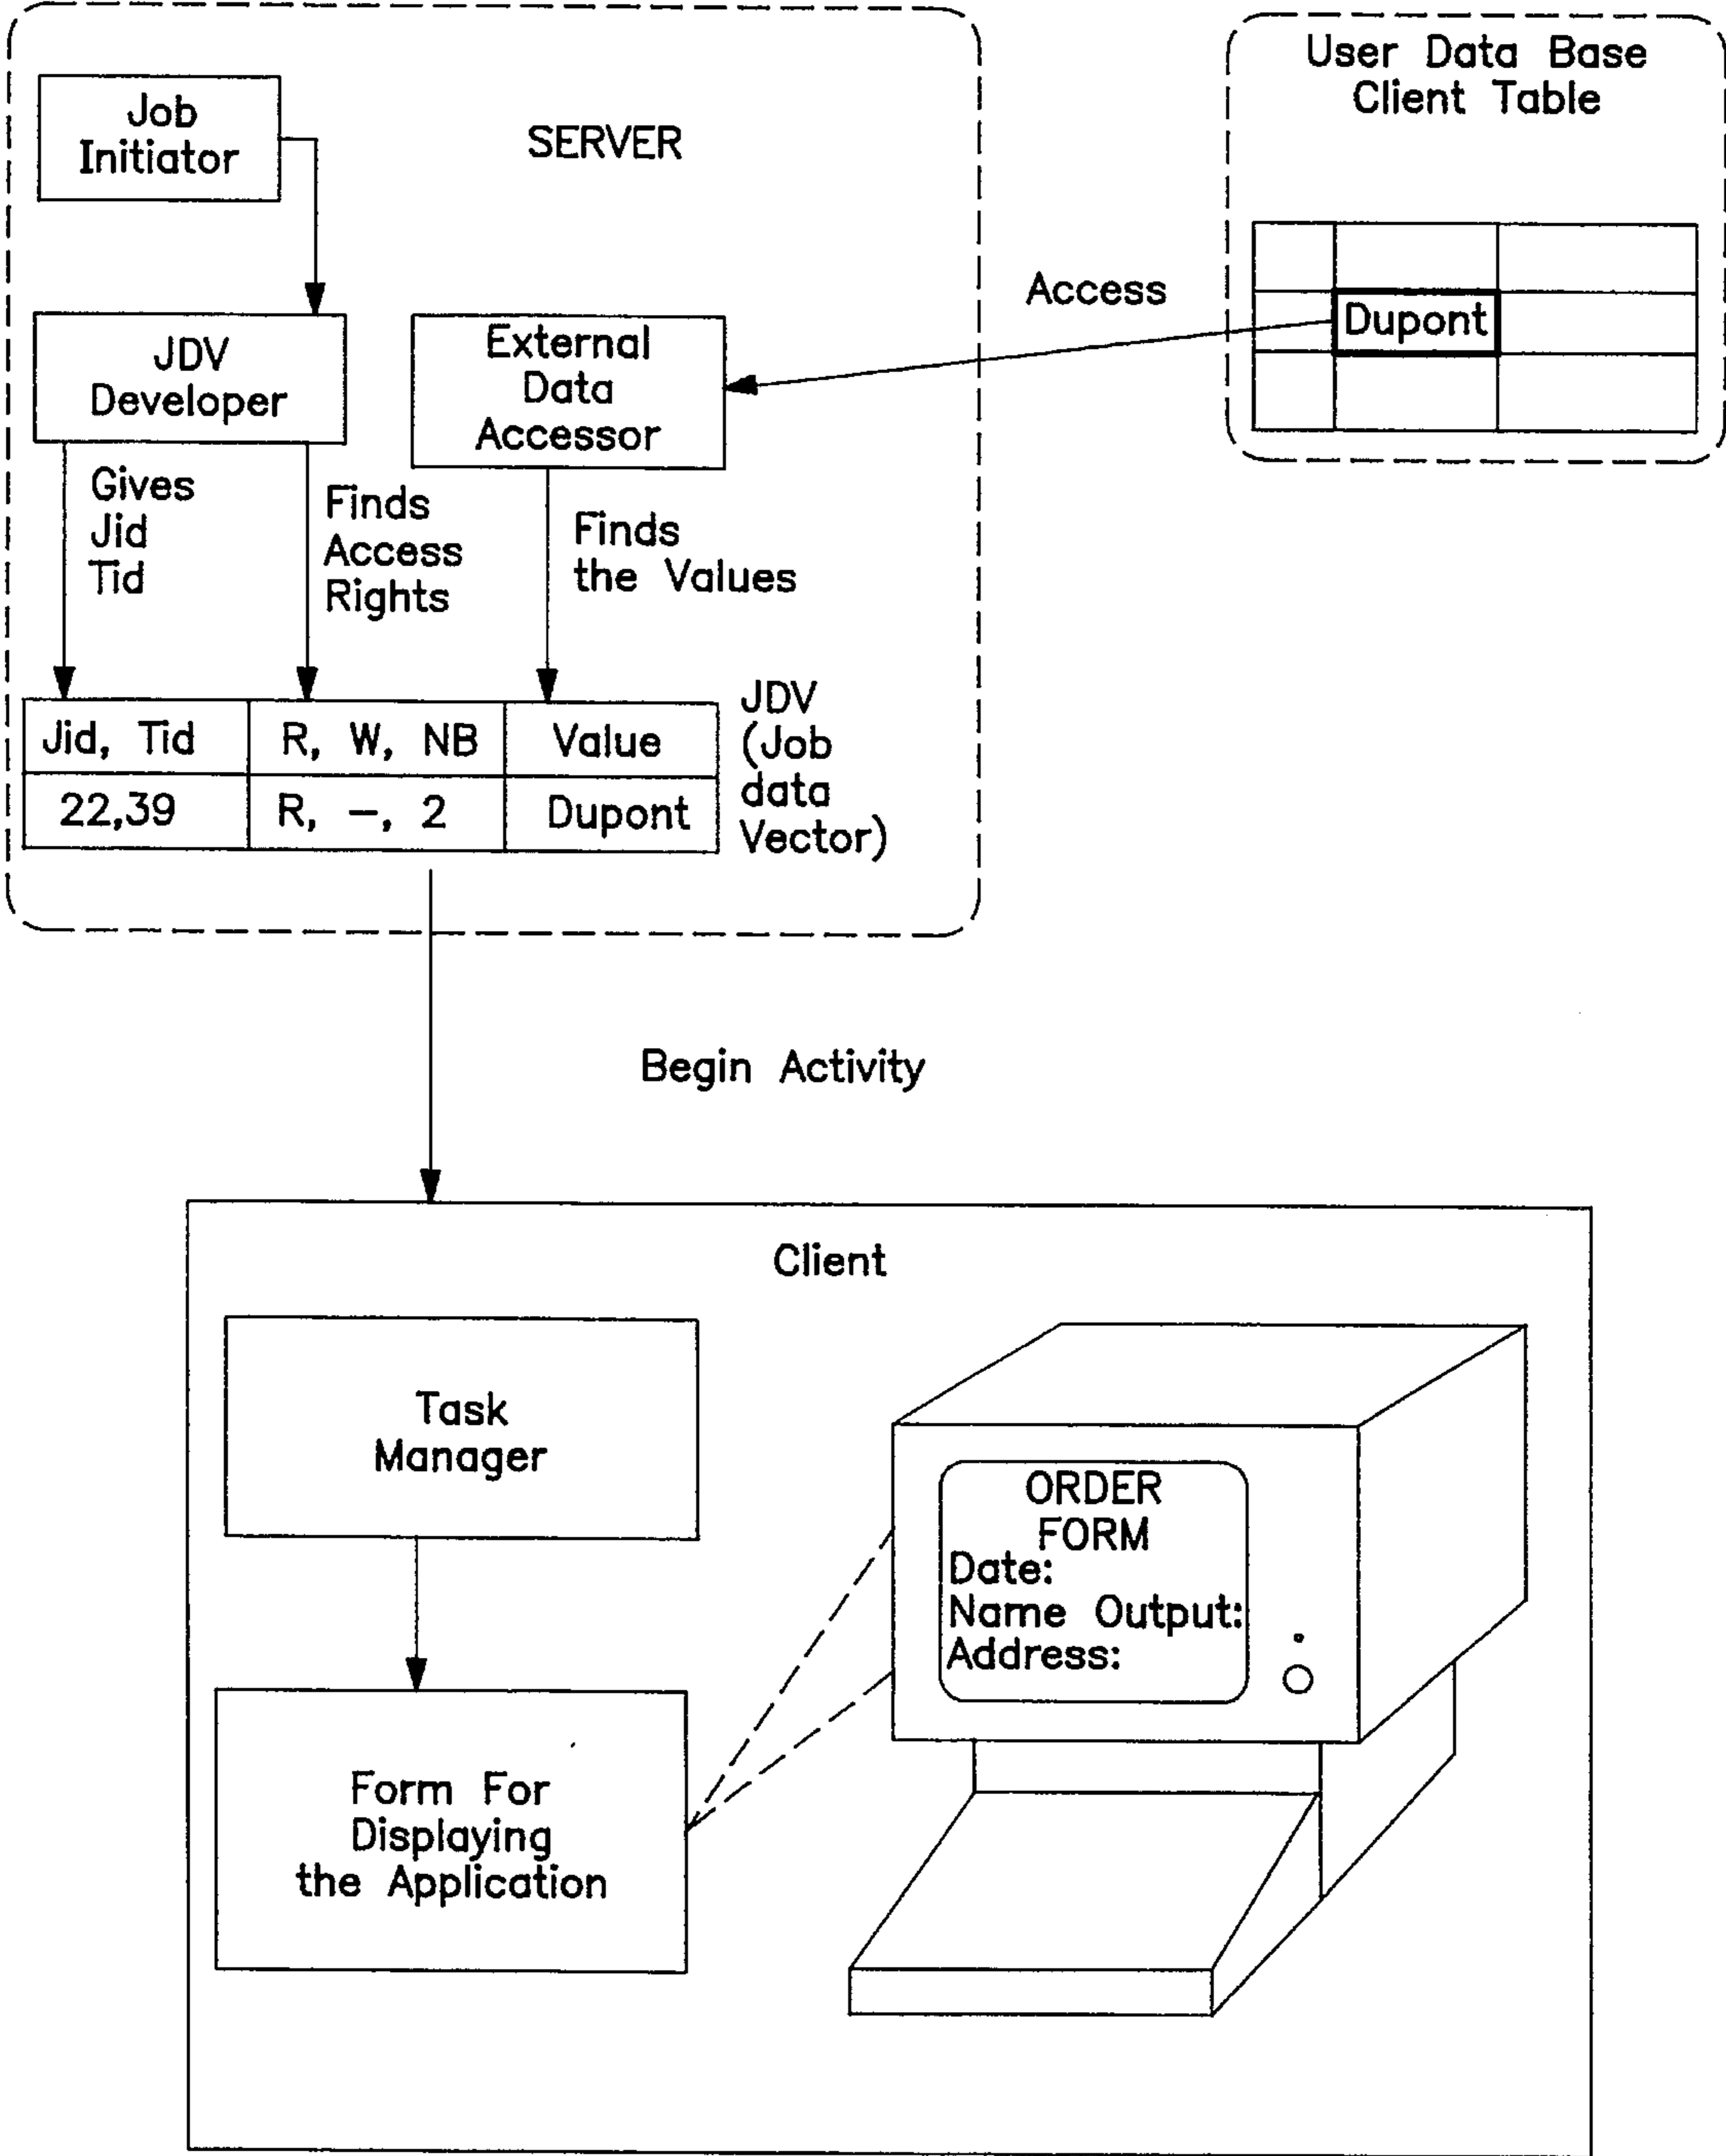 Job
Initiator
SERVER
User Data Base
Client Table
Access
Dupont
JDV
Developer
External
Data
Accessor
Gives
Jid
Tid
Finds
Access
Rights
Finds
the Values
Jid, Tid
R, W, NB
Value
22,39
R, –, 2
Dupont
JDV
(Job
data
Vector)
Begin Activity
Client
Task
Manager
Form For
Displaying
the Application
ORDER
FORM
Date:
Name Output:
Address: